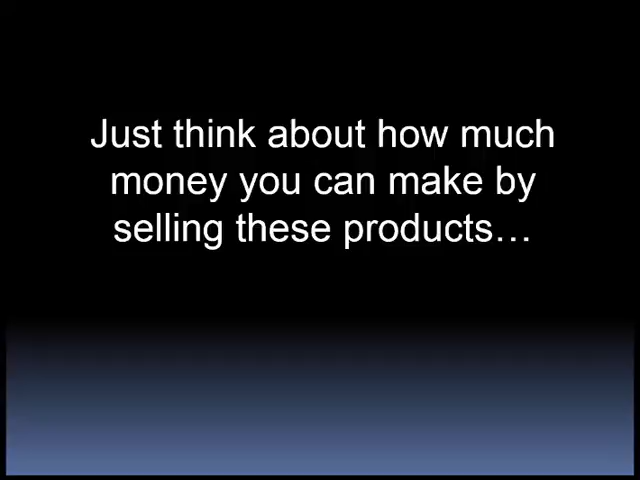 Just think about how much
money you can make by
selling these products…